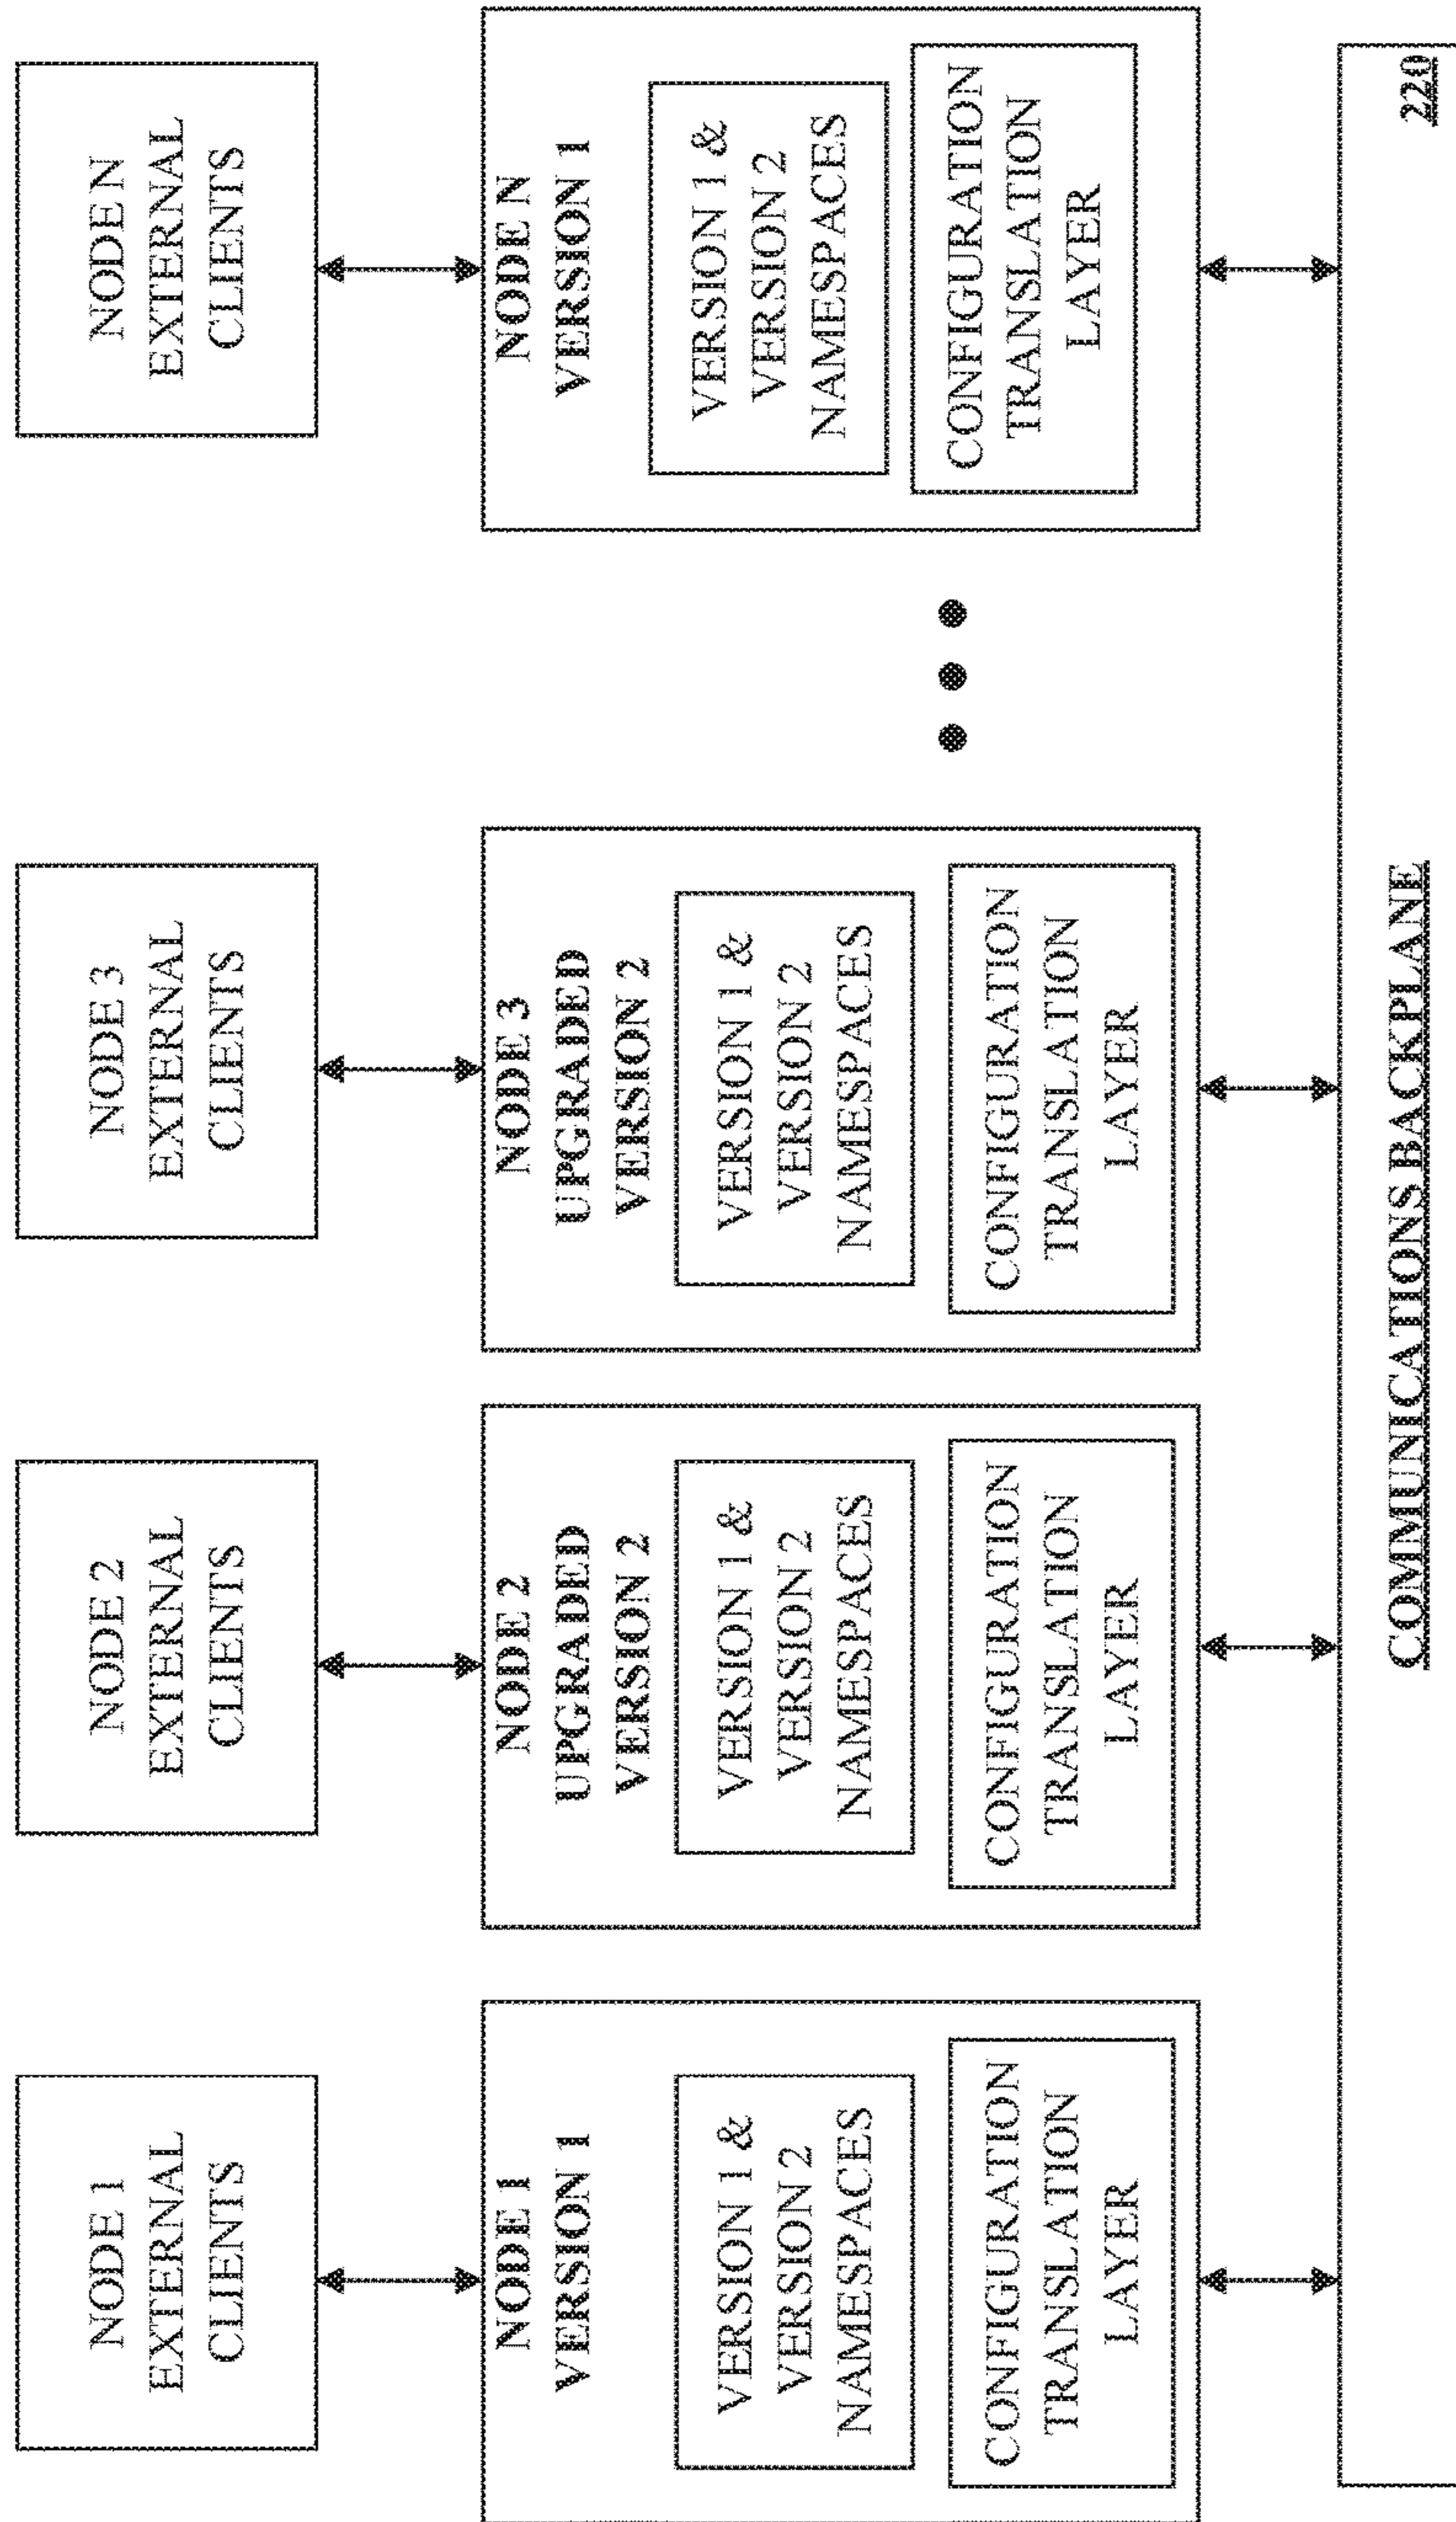 NODE 1
EXTERNAL
CLIENTS
NODE 2
EXTERNAL
CLIENTS
NODE 3
EXTERNAL
CLIENTS
NODE N
EXTERNAL
CLIENTS
NODE 1
VERSION 1
VERSION 1 &
VERSION 2
NAMESPACES
CONFIGURATION
TRANSLATION
LAYER
NODE 2
UPGRADED
VERSION 2
VERSION 1 &
VERSION 2
NAMESPACES
CONFIGURATION
TRANSLATION
LAYER
NODE 3
UPGRADED
VERSION 2
VERSION 1 &
VERSION 2
NAMESPACES
CONFIGURATION
TRANSLATION
LAYER
NODE N
VERSION 1
VERSION 1 &
VERSION 2
NAMESPACES
CONFIGURATION
TRANSLATION
LAYER
COMMUNICATIONS BACKPLANE
220